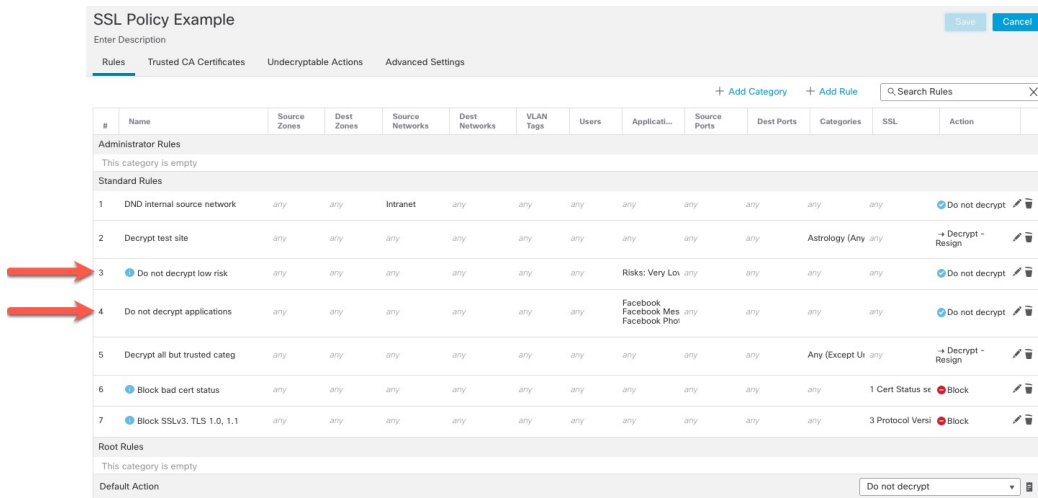 SSL Policy Example
Save Cancel
Enter Description
Rules Trusted CA Certificates Undecryptable Actions Advanced Settings
+ Add Category + Add Rule Search Rules X
# Name Source Zones Dest Zones Source Networks Dest Networks VLAN Tags Users Applicati... Source Ports Dest Ports Categories SSL Action
Administrator Rules
This category is empty
Standard Rules
1 DND internal source network any any Intranet any any any any any any any any Do not decrypt
2 Decrypt test site any any any any any any any any any Astrology (Any any → Decrypt - Resign
3 Do not decrypt low risk any any any any any any Risks: Very Lov any any any any Do not decrypt
4 Do not decrypt applications any any any any any any Facebook Facebook Mes Facebook Phot any any any any Do not decrypt
5 Decrypt all but trusted categ any any any any any any any any any Any (Except Ui any → Decrypt - Resign
6 Block bad cert status any any any any any any any any any any 1 Cert Status se Block
7 Block SSLv3. TLS 1.0, 1.1 any any any any any any any any any any 3 Protocol Versi Block
Root Rules
This category is empty
Default Action Do not decrypt